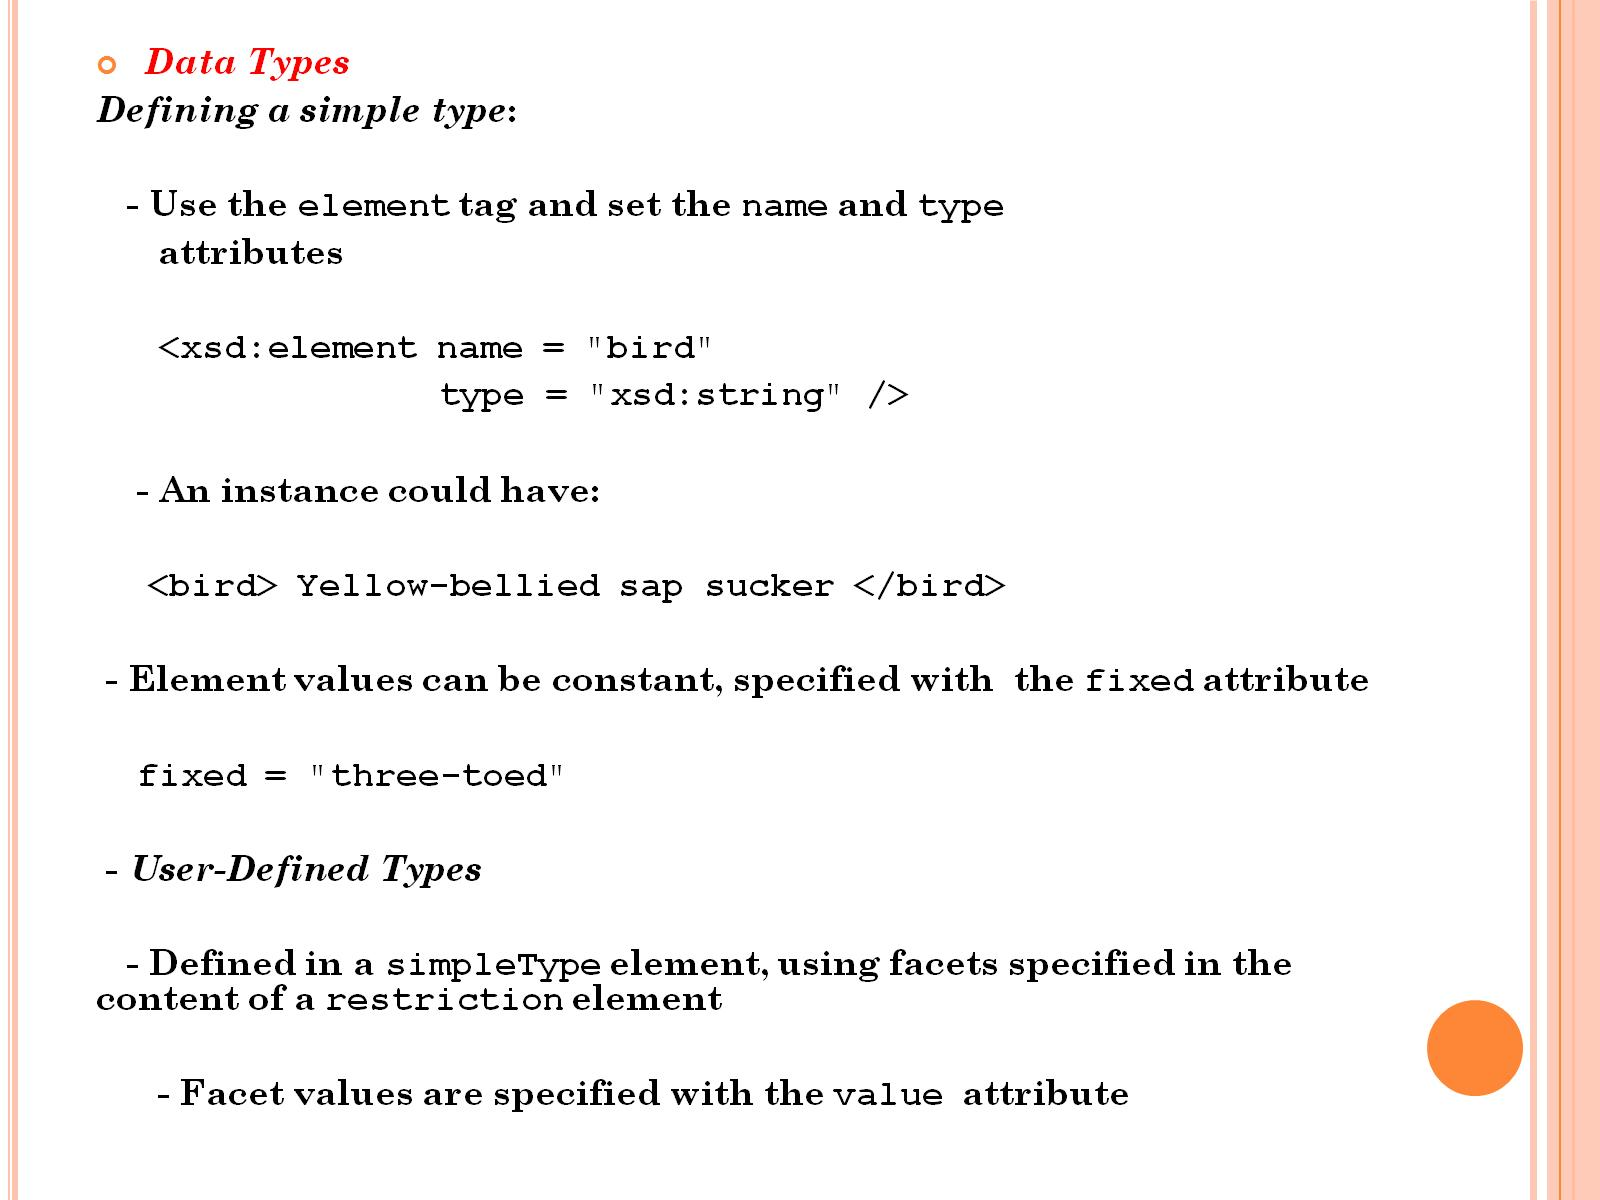 Data Types
Defining a simple type:
- Use the element tag and set the name and type
attributes
<xsd:element name = "bird"
type = "xsd:string" />
- An instance could have:
<bird> Yellow-bellied sap sucker </bird>
- Element values can be constant, specified with the fixed attribute
fixed = "three-toed"
- User-Defined Types
- Defined in a simpleType element, using facets specified in the
content of a restriction element
- Facet values are specified with the value attribute